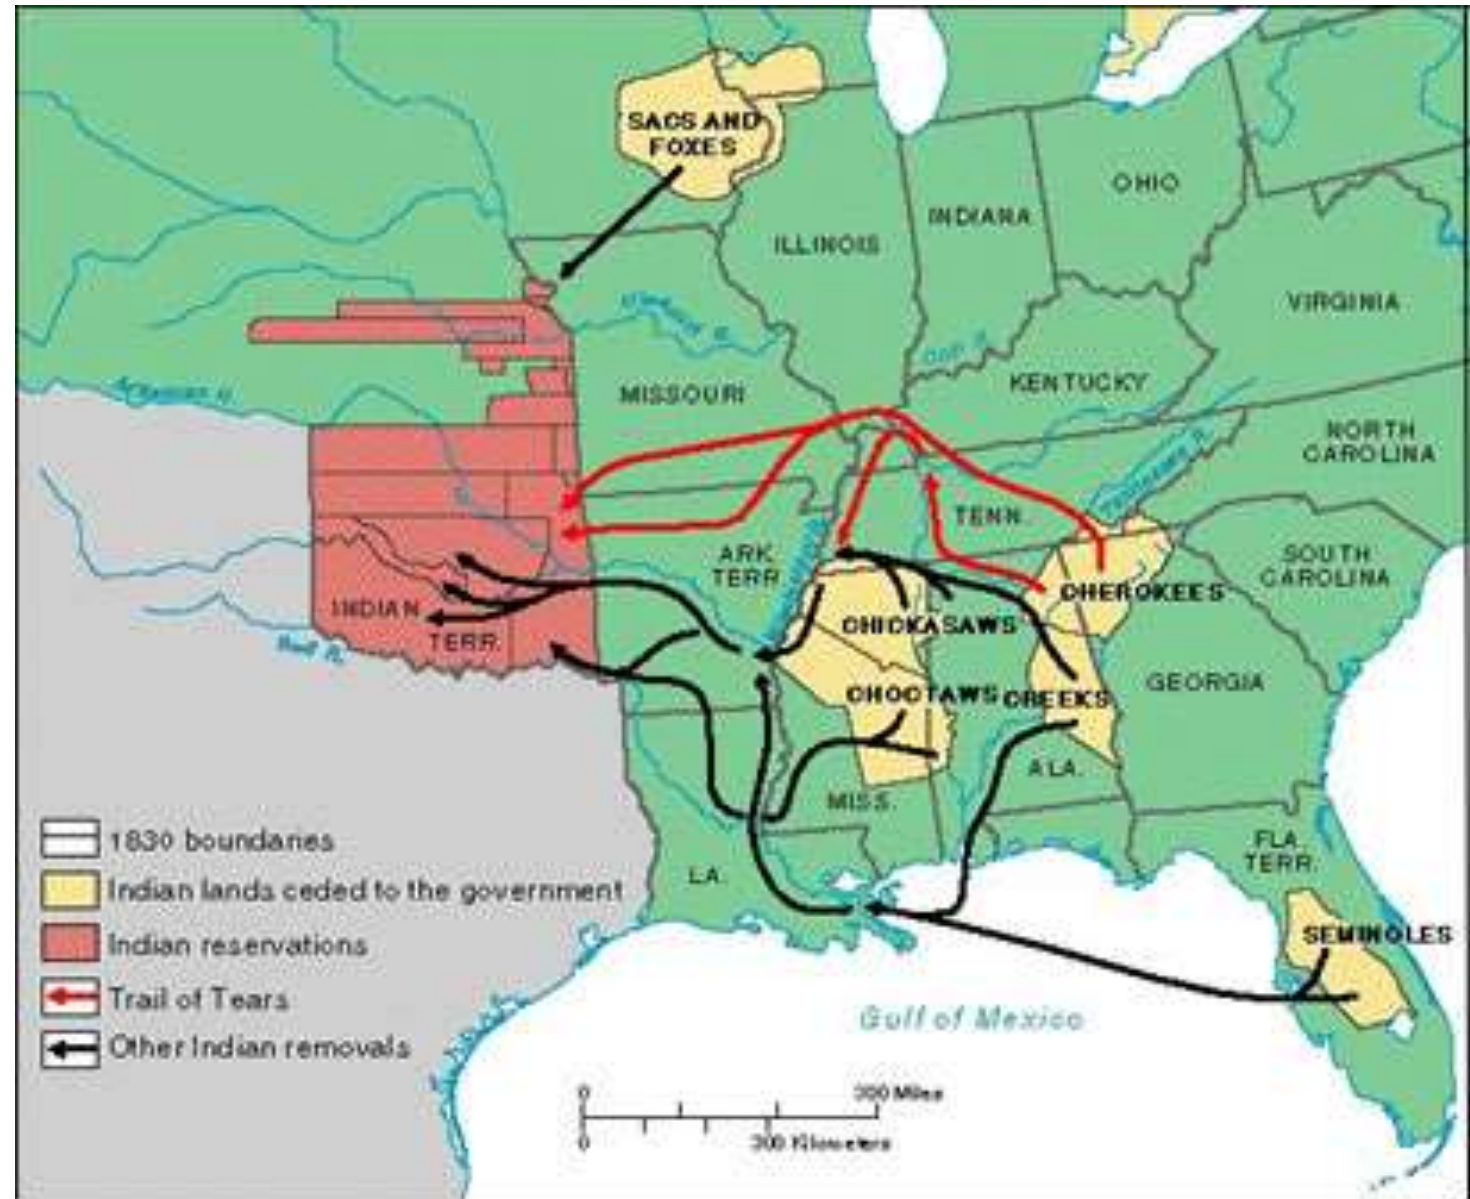 SACS AND
FOXES
OHIO
INDIANA
ILLINOIS
VIRGINIA
KENTUCKY
MISSOURI
NORTH
CAROLINA
TENN.
ARK.
TERR.
SOUTH
CAROLINA
CHEROKEES
INDIAN
TERR.
Red R.
CHICKASAWS
CHOCTAWS
CREEKS
GEORGIA
ALA.
MISS.
FLA.
TERR.
LA.
SEMINOLES
Gulf of Mexico
1830 boundaries
Indian lands ceded to the government
Indian reservations
Trail of Tears
Other Indian removals
0
300 Miles
0
300 Kilometers